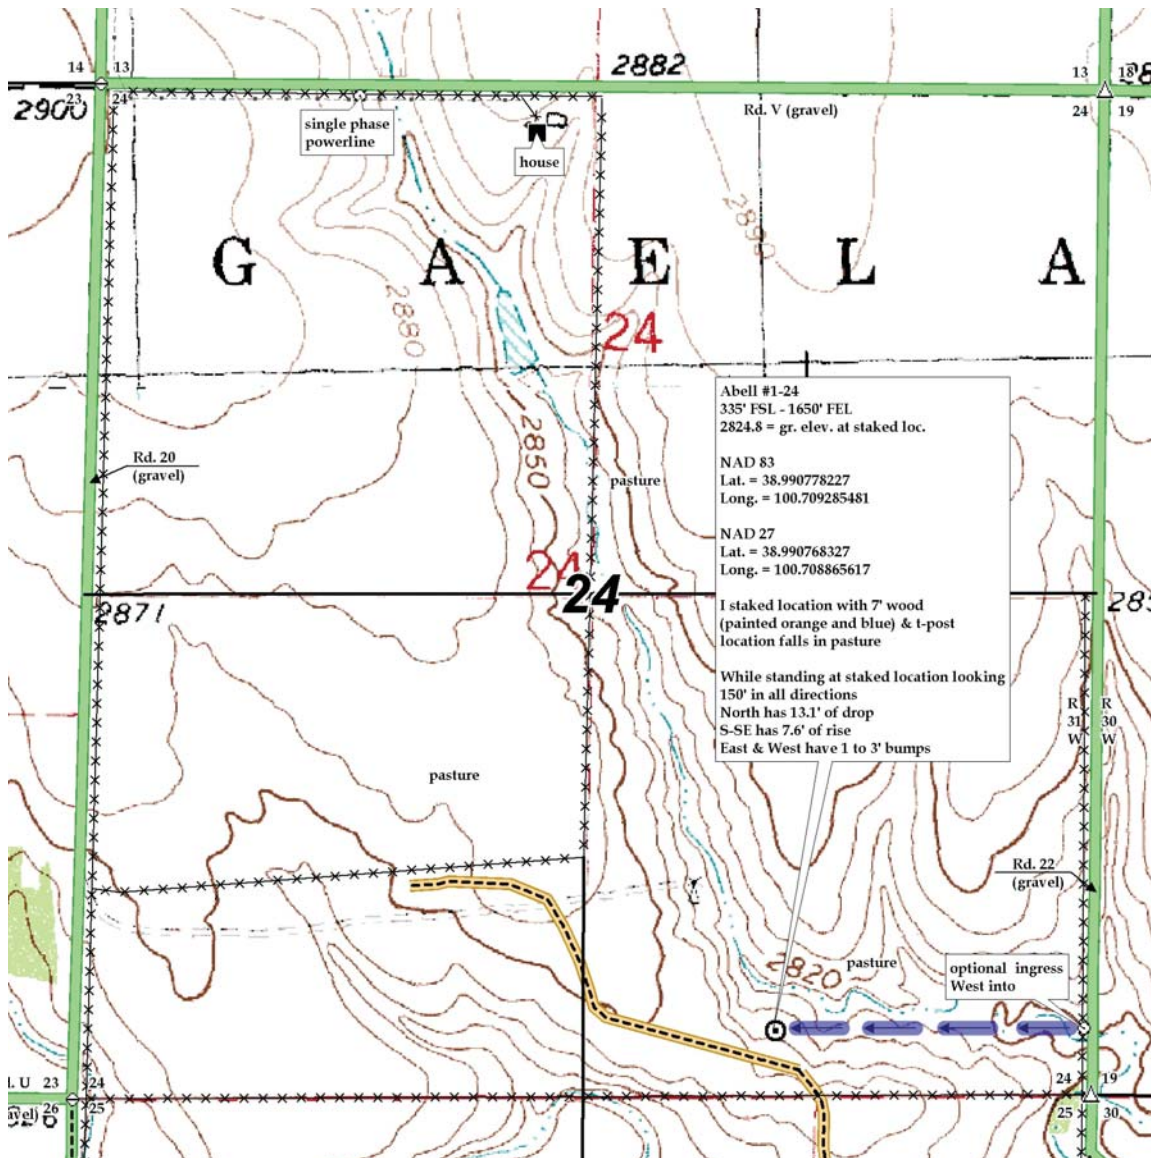 2882
14
13
13
18
28
2900
23
24
24
19
Rd. V (gravel)
single phase
powerline
house
2890
G A E L A
2880
24
Abell #1-24
335' FSL - 1650' FEL
2824.8 = gr. elev. at staked loc.
NAD 83
Lat. = 38.990778227
Long. = 100.709285481
NAD 27
Lat. = 38.990768327
Long. = 100.708865617
I staked location with 7' wood
(painted orange and blue) & t-post
location falls in pasture
While standing at staked location looking
150' in all directions
North has 13.1' of drop
S-SE has 7.6' of rise
East & West have 1 to 3' bumps
2850
Rd. 20
(gravel)
pasture
24
24
2871
285
R
31
W
R
30
W
pasture
Rd. 22
(gravel)
2820
pasture
optional ingress
West into
l. U
23
24
24
19
avel)
26
25
25
30